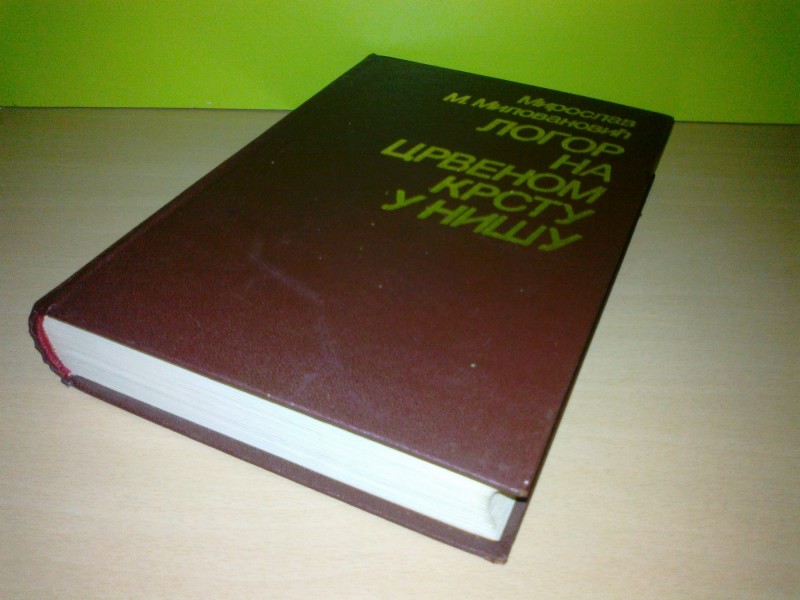 Мирослав
М. Миловановић
ЛОГОР
НА
ЦРВЕНОМ
КРСТУ
У НИШУ